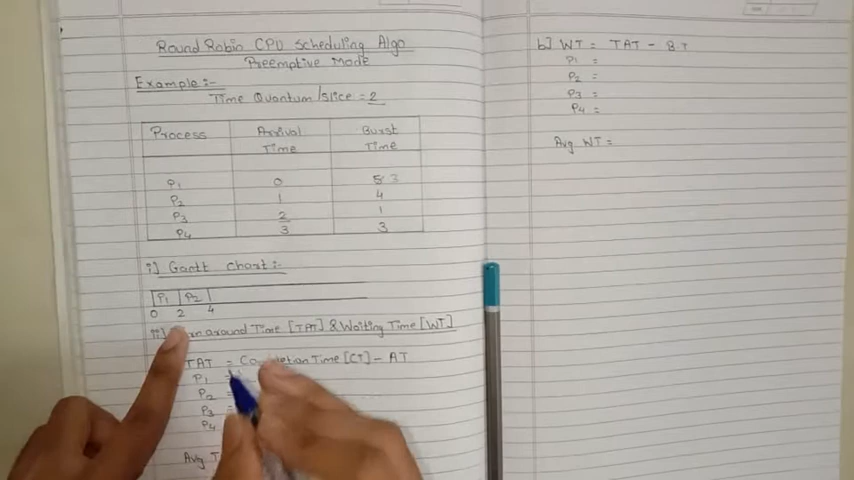 Round Robin CPU Scheduling Algo
Preemptive Mode
Example :-
Time Quantum/slice = 2
Process Arrival Time Burst Time
P1 0 5 3
P2 1 4
P3 2 1
P4 3 3
i] Gantt Chart :-
P1 P2
0 2 4
Around Time [TAT] & Waiting Time [WT]
TAT = Time [CT] - AT
P1
P2
P3
P4
Avg
b] WT = TAT - BT
P1 =
P2 =
P3 =
P4 =
Avg WT =